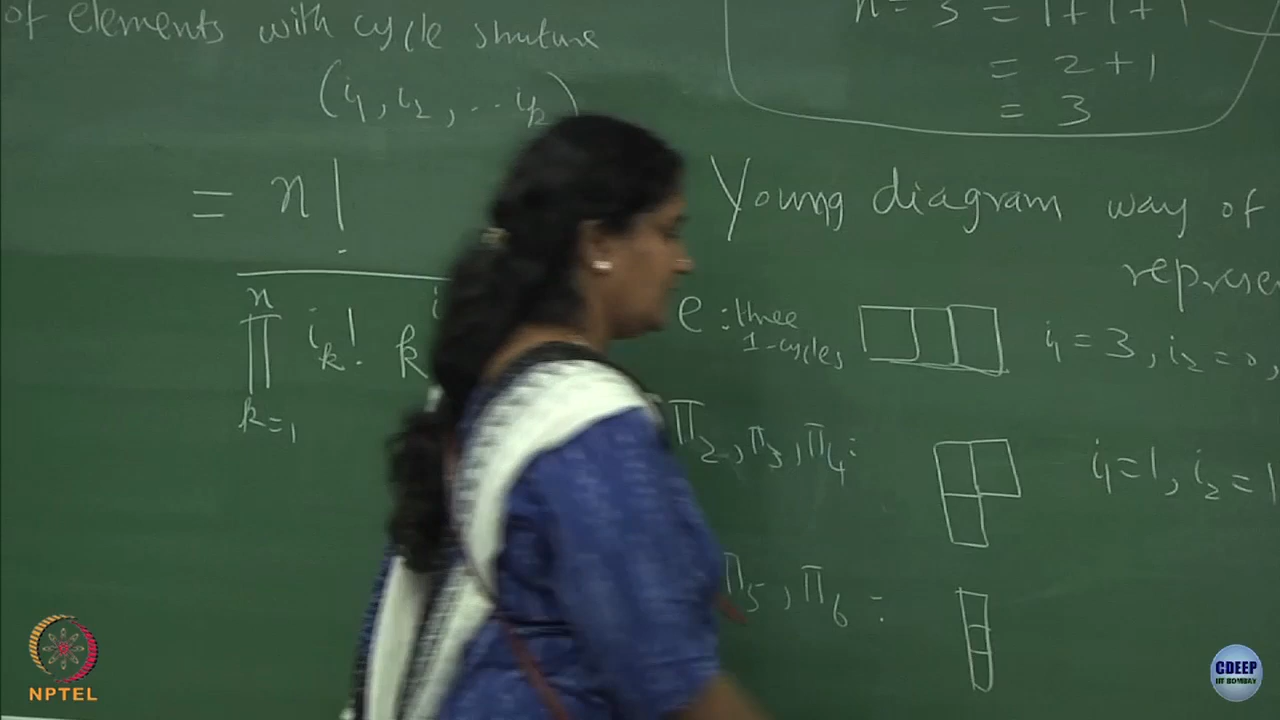 of elements with cycle struture
(i₁, i₂, ... iₖ)
= n!
n
∏ iₖ! k^i
k=1
n = 3 = 1+1+1
= 2+1
= 3
Young diagram way of
e : three
1-cycles
i₁ = 3, i₂ = 0,
π₂, π₃, π₄:
i₁ = 1, i₂ = 1
π₅, π₆ :
NPTEL
CDEEP
IIT BOMBAY